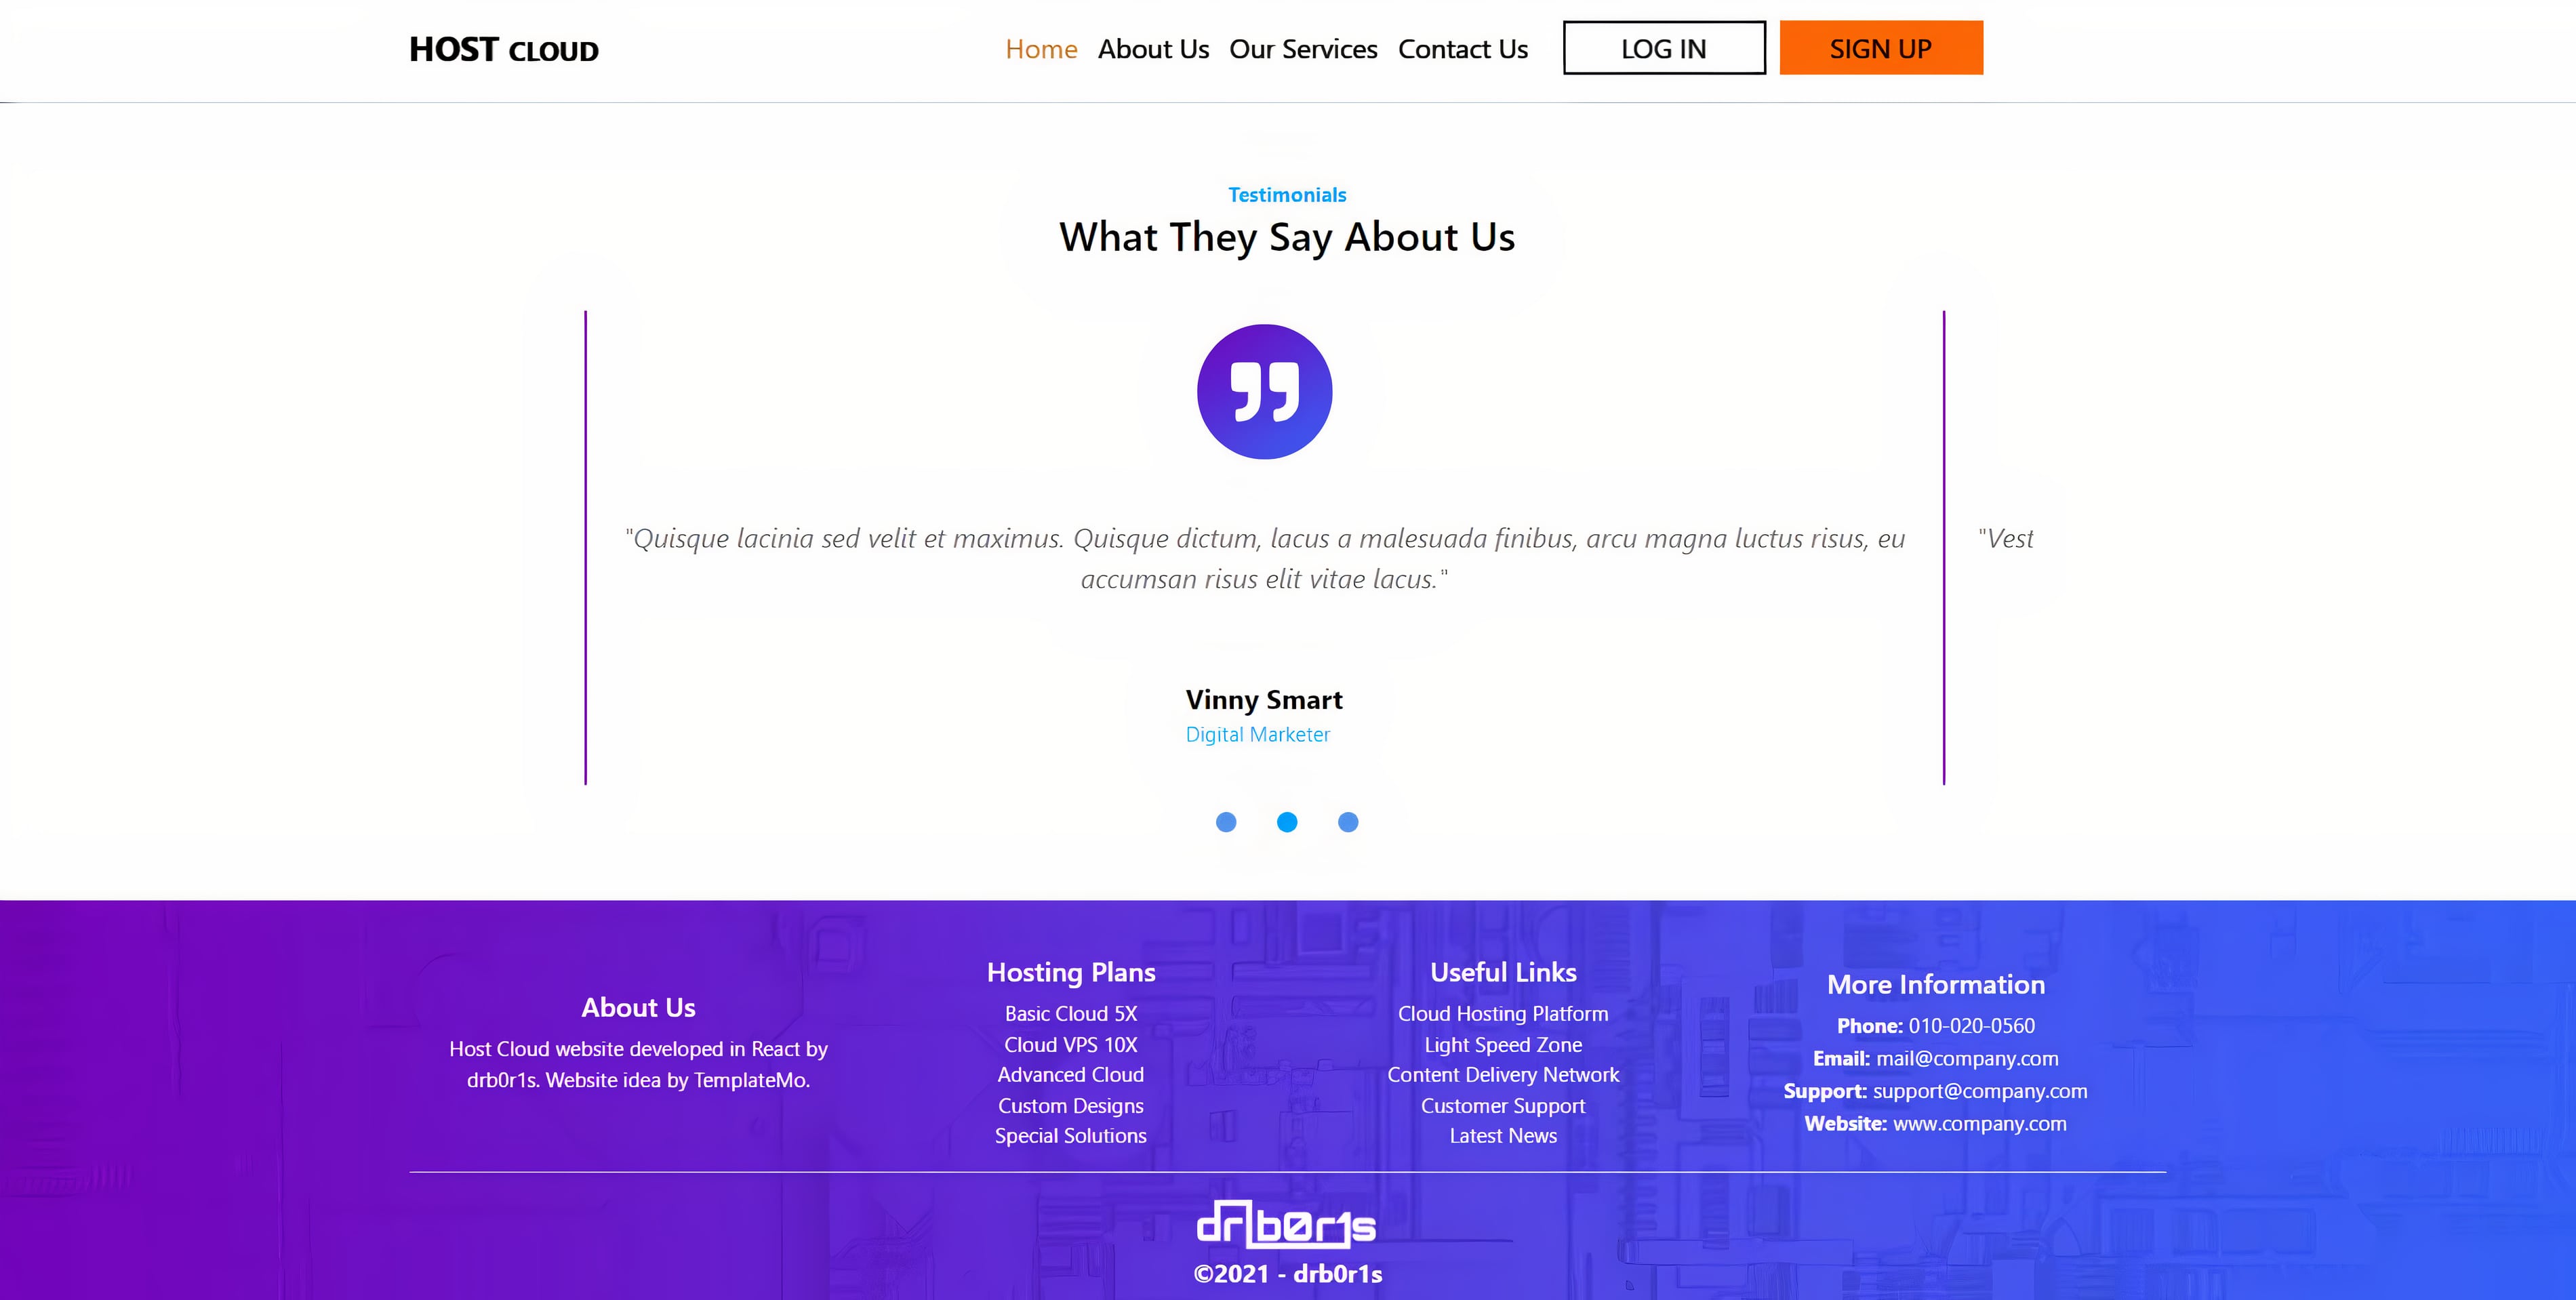 HOST CLOUD
Home About Us Our Services Contact Us LOG IN SIGN UP
Testimonials
What They Say About Us
"Quisque lacinia sed velit et maximus. Quisque dictum, lacus a malesuada finibus, arcu magna luctus risus, eu
accumsan risus elit vitae lacus."
"Vest
Vinny Smart
Digital Marketer
About Us
Host Cloud website developed in React by
drb0r1s. Website idea by TemplateMo.
Hosting Plans
Basic Cloud 5X
Cloud VPS 10X
Advanced Cloud
Custom Designs
Special Solutions
Useful Links
Cloud Hosting Platform
Light Speed Zone
Content Delivery Network
Customer Support
Latest News
More Information
Phone: 010-020-0560
Email: mail@company.com
Support: support@company.com
Website: www.company.com
drb0r1s
©2021 - drb0r1s